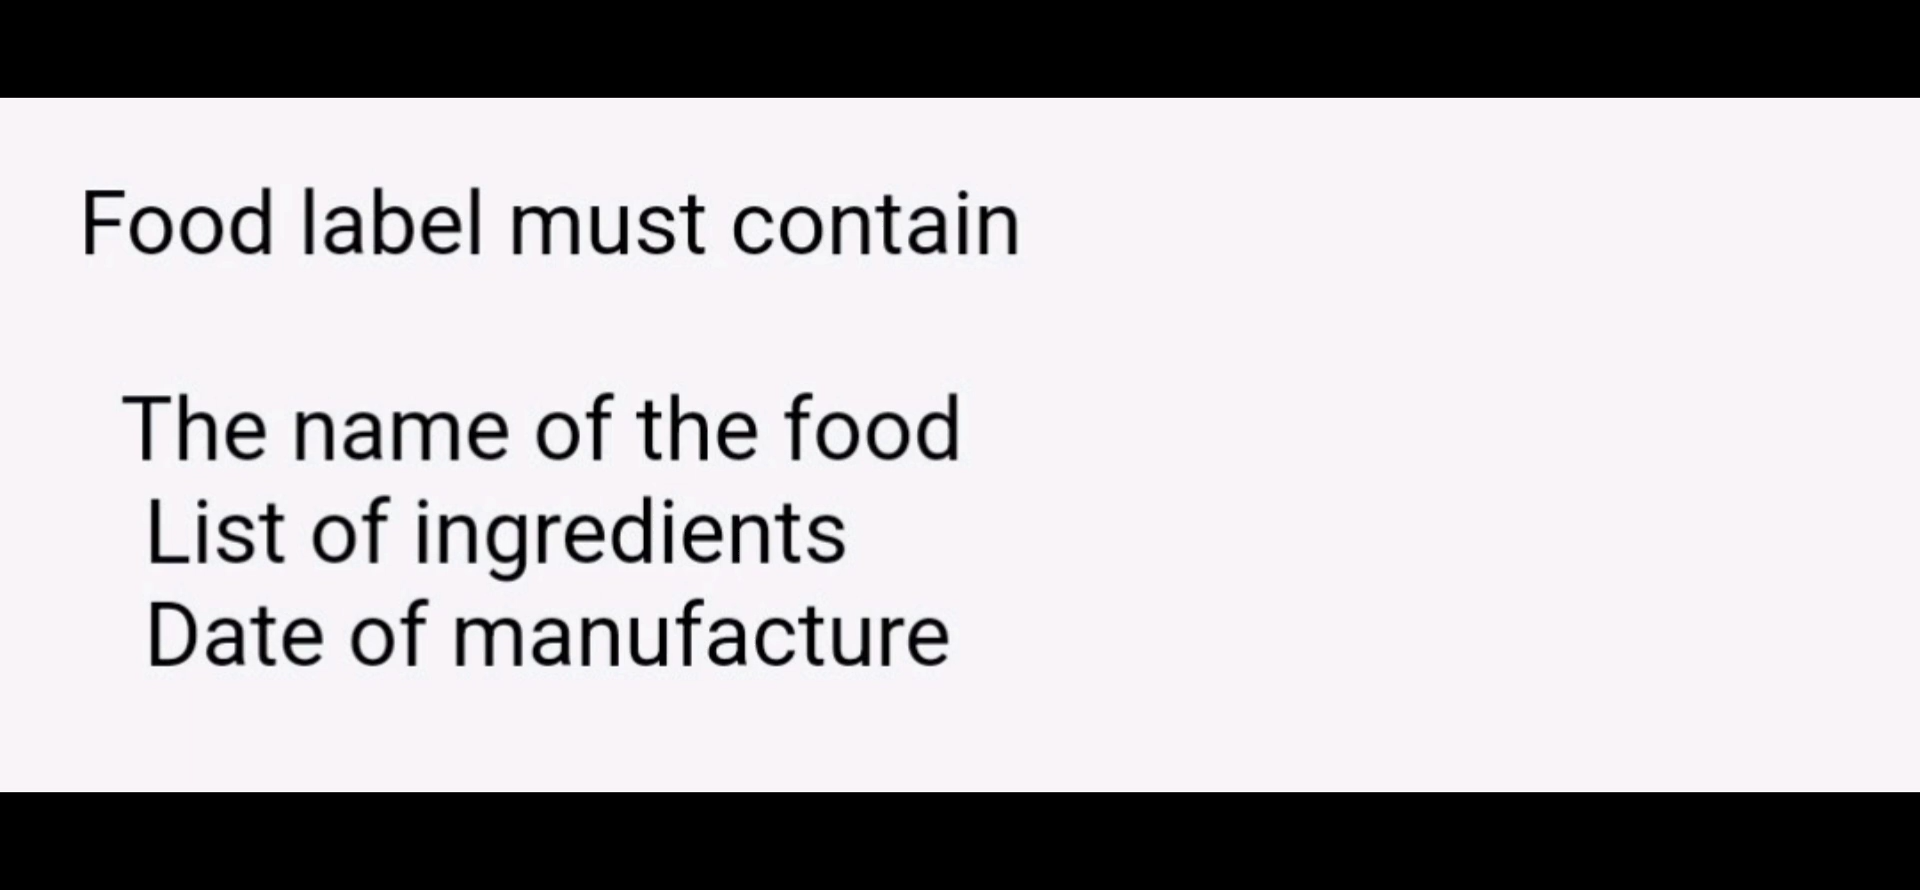 Food label must contain
The name of the food
List of ingredients
Date of manufacture